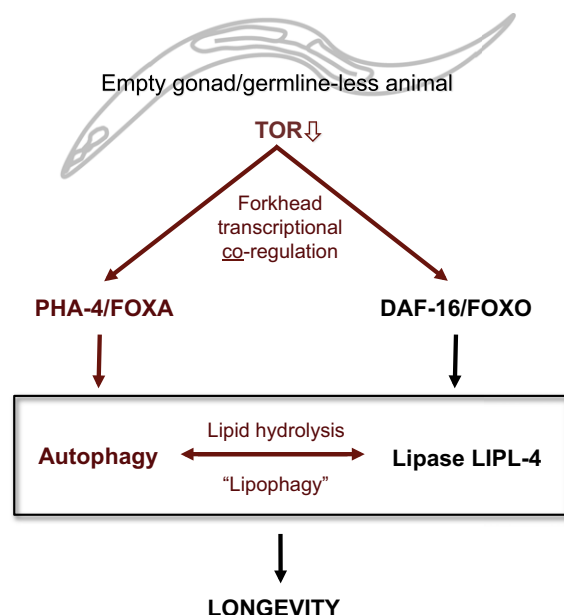 Empty gonad/germline-less animal
TOR⇩
Forkhead
transcriptional
co-regulation
PHA-4/FOXA
DAF-16/FOXO
Lipid hydrolysis
Autophagy
Lipase LIPL-4
“Lipophagy”
LONGEVITY